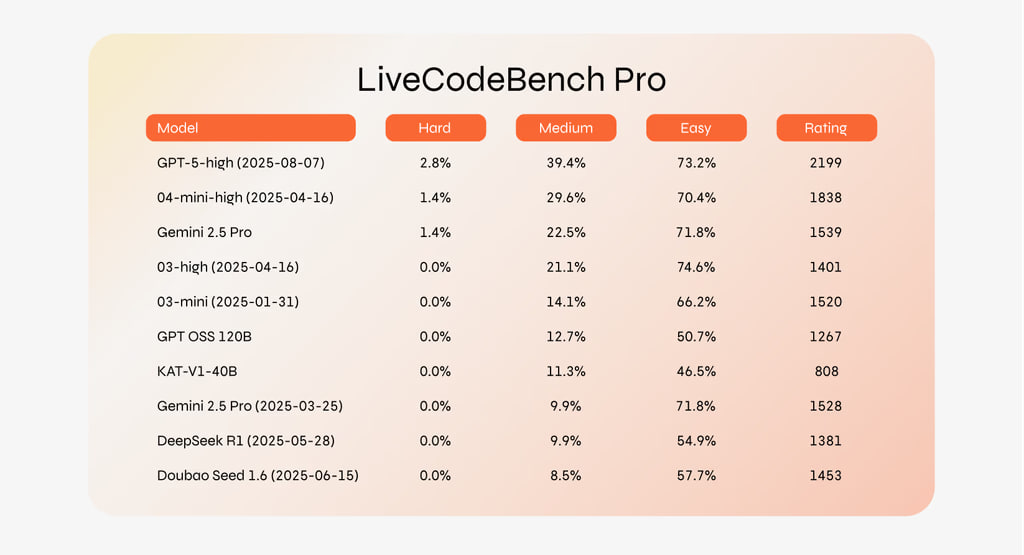 LiveCodeBench Pro
Model Hard Medium Easy Rating
GPT-5-high (2025-08-07) 2.8% 39.4% 73.2% 2199
04-mini-high (2025-04-16) 1.4% 29.6% 70.4% 1838
Gemini 2.5 Pro 1.4% 22.5% 71.8% 1539
03-high (2025-04-16) 0.0% 21.1% 74.6% 1401
03-mini (2025-01-31) 0.0% 14.1% 66.2% 1520
GPT OSS 120B 0.0% 12.7% 50.7% 1267
KAT-V1-40B 0.0% 11.3% 46.5% 808
Gemini 2.5 Pro (2025-03-25) 0.0% 9.9% 71.8% 1528
DeepSeek R1 (2025-05-28) 0.0% 9.9% 54.9% 1381
Doubao Seed 1.6 (2025-06-15) 0.0% 8.5% 57.7% 1453